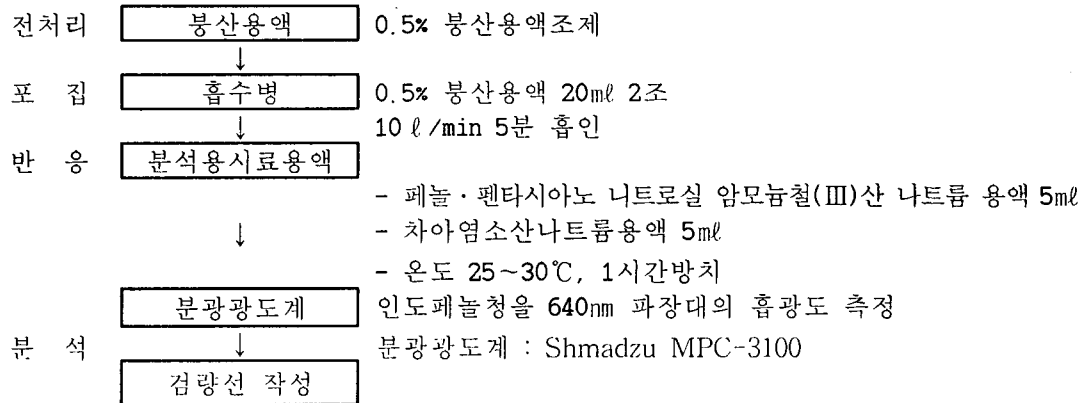 전처리 붕산용액 0.5% 붕산용액조제
↓
포 집 흡수병 0.5% 붕산용액 20㎖ 2조
↓ 10ℓ/min 5분 흡인
반 응 분석용시료용액
- 페놀·펜타시아노 니트로실 암모늄철(Ⅲ)산 나트륨 용액 5㎖
↓ - 차아염소산나트륨용액 5㎖
- 온도 25~30℃, 1시간방치
분광광도계 인도페놀청을 640㎚ 파장대의 흡광도 측정
분 석 ↓ 분광광도계 : Shmadzu MPC-3100
검량선 작성